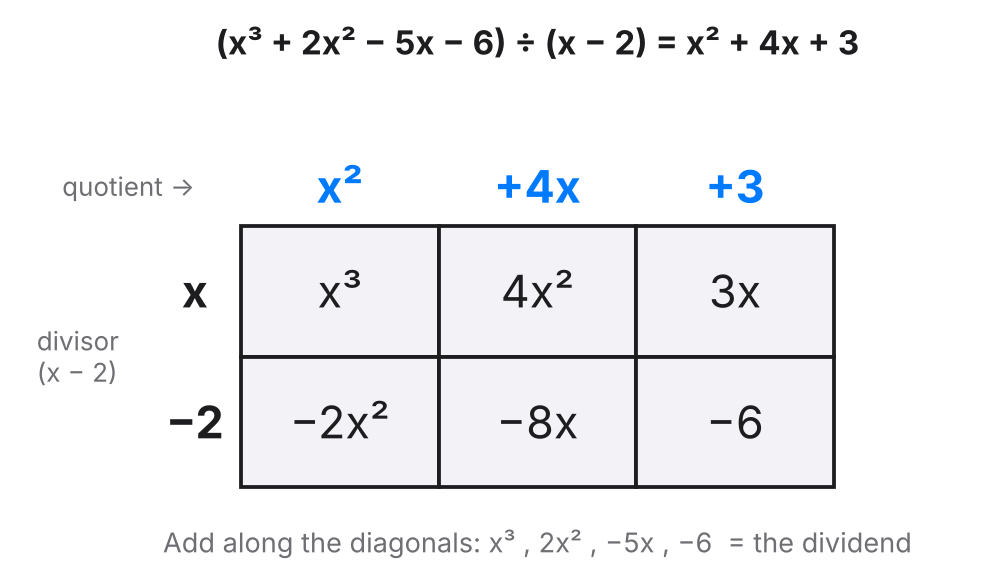 (x³ + 2x² − 5x − 6) ÷ (x − 2) = x² + 4x + 3
quotient → x² +4x +3
x x³ 4x² 3x
divisor
(x − 2)
−2 −2x² −8x −6
Add along the diagonals: x³ , 2x² , −5x , −6 = the dividend